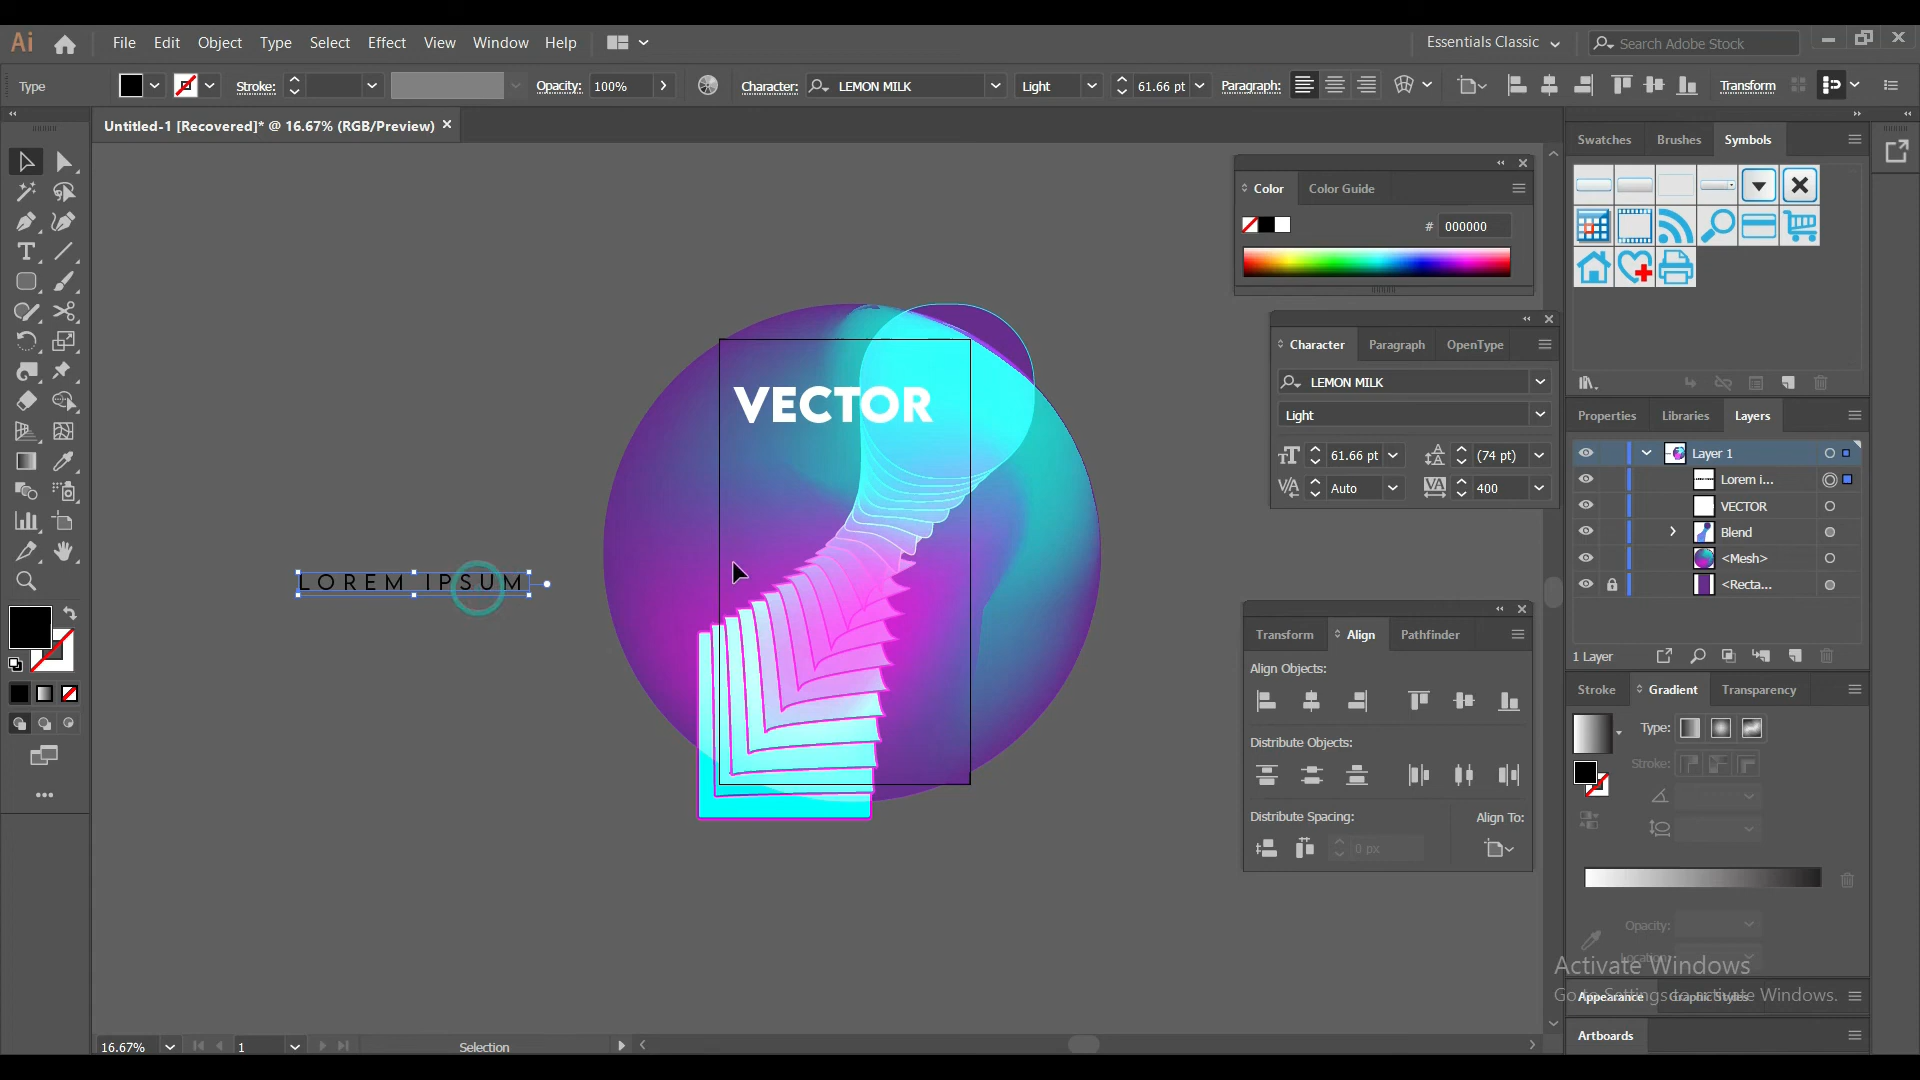 Ai File Edit Object Type Select Effect View Window Help Essentials Classic Search Adobe Stock
Type Stroke: Opacity: 100% Character: LEMON MILK Light 61.66 pt Paragraph: Transform
Untitled-1 [Recovered]* @ 16.67% (RGB/Preview)
Swatches Brushes Symbols
Color Color Guide
# 000000
Character Paragraph OpenType
LEMON MILK
Light
61.66 pt (74 pt)
Auto 400
VECTOR
LOREM IPSUM
Properties Libraries Layers
Layer 1
Lorem i...
VECTOR
Blend
<Mesh>
<Recta...
1 Layer
Transform Align Pathfinder
Align Objects:
Distribute Objects:
Distribute Spacing: Align To:
0 px
Stroke Gradient Transparency
Type:
Stroke:
Opacity:
Location:
Activate Windows
Go to Settings to activate Windows.
Appearance Graphic Styles
Artboards
16.67% 1 Selection